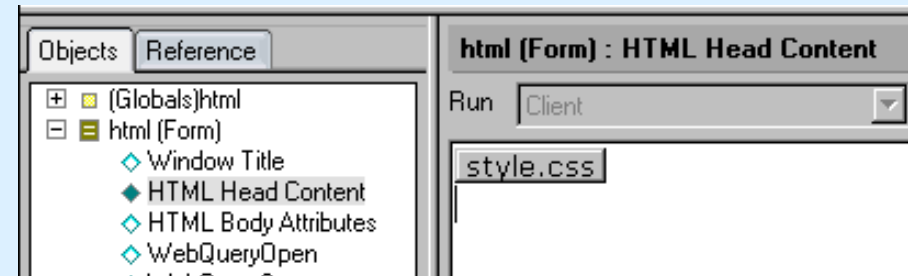 Objects Reference
(Globals)html
html (Form)
Window Title
HTML Head Content
HTML Body Attributes
WebQueryOpen
html (Form) : HTML Head Content
Run Client
style.css